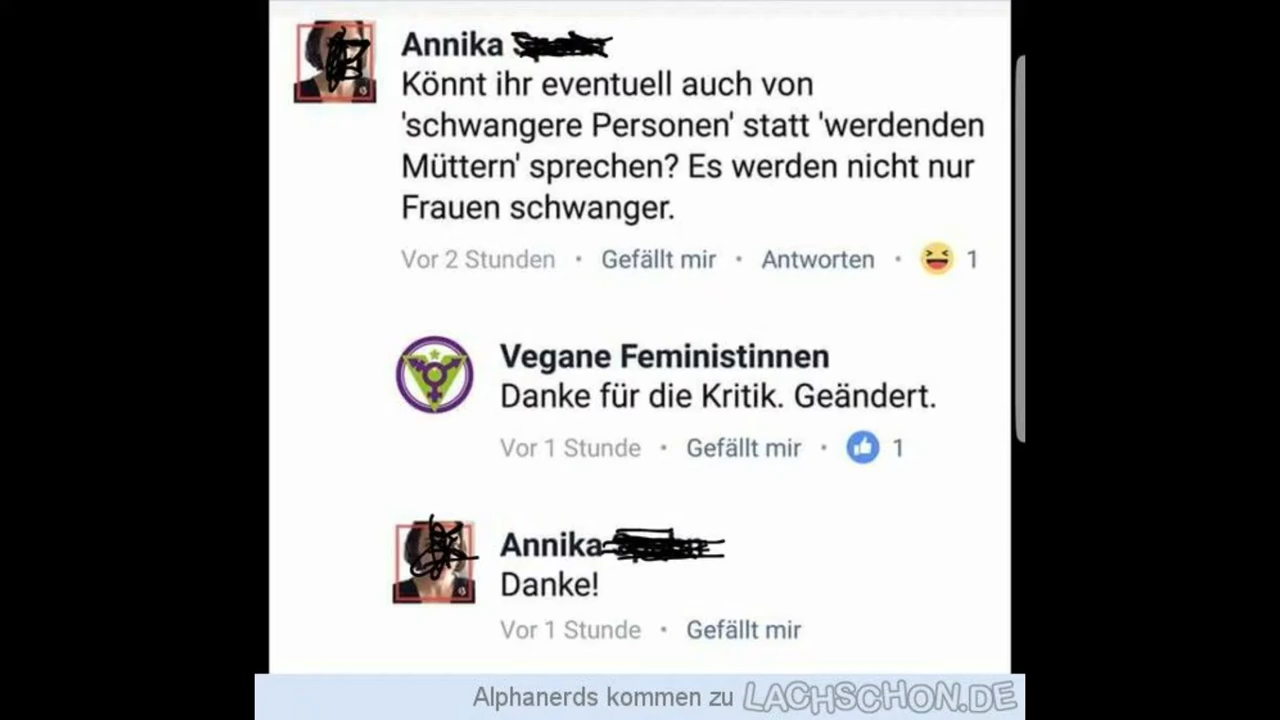 Annika
Könnt ihr eventuell auch von
'schwangere Personen' statt 'werdenden
Müttern' sprechen? Es werden nicht nur
Frauen schwanger.
Vor 2 Stunden · Gefällt mir · Antworten · 1
Vegane Feministinnen
Danke für die Kritik. Geändert.
Vor 1 Stunde · Gefällt mir · 1
Annika
Danke!
Vor 1 Stunde · Gefällt mir
Alphanerds kommen zu LACHSCHON.DE